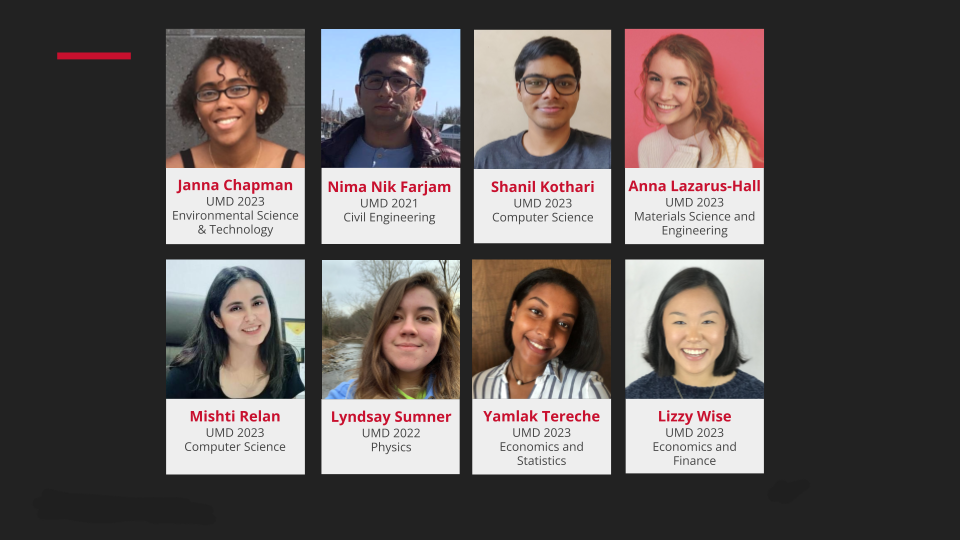 Janna Chapman
UMD 2023
Environmental Science
& Technology
Nima Nik Farjam
UMD 2021
Civil Engineering
Shanil Kothari
UMD 2023
Computer Science
Anna Lazarus-Hall
UMD 2023
Materials Science and
Engineering
Mishti Relan
UMD 2023
Computer Science
Lyndsay Sumner
UMD 2022
Physics
Yamlak Tereche
UMD 2023
Economics and
Statistics
Lizzy Wise
UMD 2023
Economics and
Finance